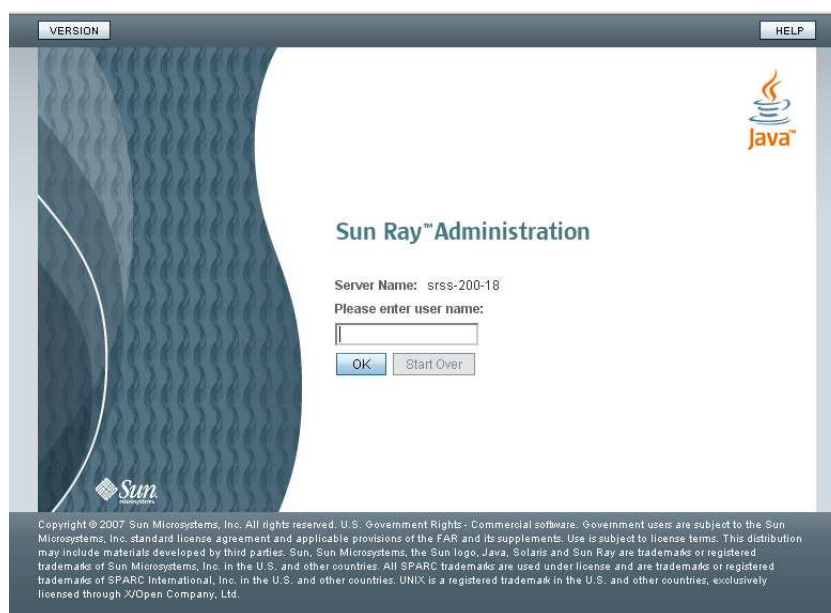 VERSION
HELP
Java™
Sun Ray™ Administration
Server Name: srss-200-18
Please enter user name:
OK
Start Over
Sun
microsystems
Copyright © 2007 Sun Microsystems, Inc. All rights reserved. U.S. Government Rights - Commercial software. Government users are subject to the Sun
Microsystems, Inc. standard license agreement and applicable provisions of the FAR and its supplements. Use is subject to license terms. This distribution
may include materials developed by third parties. Sun, Sun Microsystems, the Sun logo, Java, Solaris and Sun Ray are trademarks or registered
trademarks of Sun Microsystems, Inc. in the U.S. and other countries. All SPARC trademarks are used under license and are trademarks or registered
trademarks of SPARC International, Inc. in the U.S. and other countries. UNIX is a registered trademark in the U.S. and other countries, exclusively
licensed through X/Open Company, Ltd.